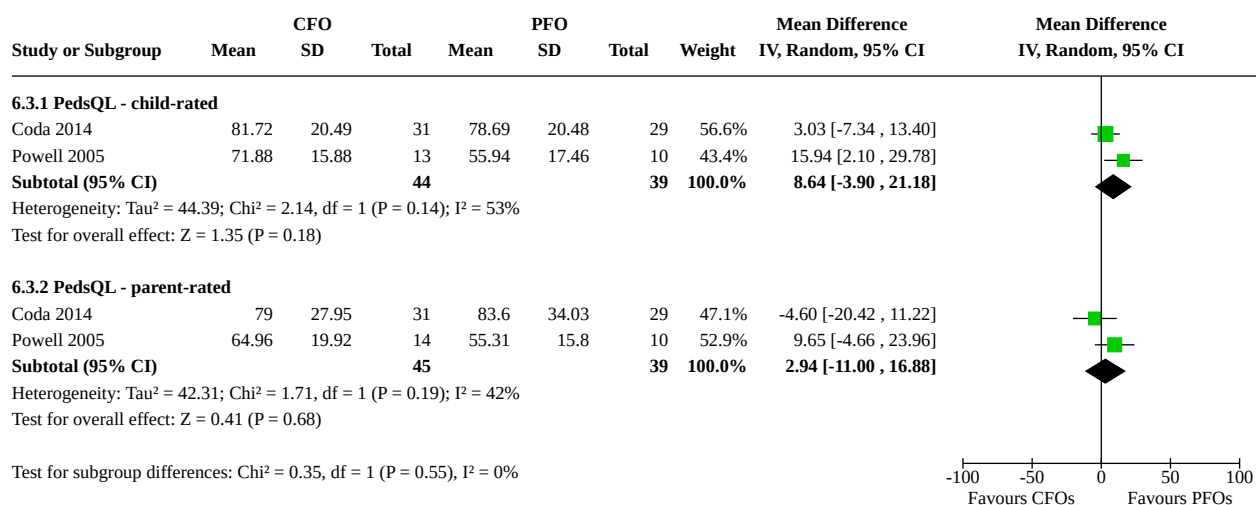 CFO PFO Mean Difference Mean Difference
Study or Subgroup Mean SD Total Mean SD Total Weight IV, Random, 95% CI IV, Random, 95% CI
6.3.1 PedsQL - child-rated
Coda 2014 81.72 20.49 31 78.69 20.48 29 56.6% 3.03 [-7.34 , 13.40]
Powell 2005 71.88 15.88 13 55.94 17.46 10 43.4% 15.94 [2.10 , 29.78]
Subtotal (95% CI) 44 39 100.0% 8.64 [-3.90 , 21.18]
Heterogeneity: Tau² = 44.39; Chi² = 2.14, df = 1 (P = 0.14); I² = 53%
Test for overall effect: Z = 1.35 (P = 0.18)
6.3.2 PedsQL - parent-rated
Coda 2014 79 27.95 31 83.6 34.03 29 47.1% -4.60 [-20.42 , 11.22]
Powell 2005 64.96 19.92 14 55.31 15.8 10 52.9% 9.65 [-4.66 , 23.96]
Subtotal (95% CI) 45 39 100.0% 2.94 [-11.00 , 16.88]
Heterogeneity: Tau² = 42.31; Chi² = 1.71, df = 1 (P = 0.19); I² = 42%
Test for overall effect: Z = 0.41 (P = 0.68)
Test for subgroup differences: Chi² = 0.35, df = 1 (P = 0.55), I² = 0%
-100 -50 0 50 100
Favours CFOs Favours PFOs